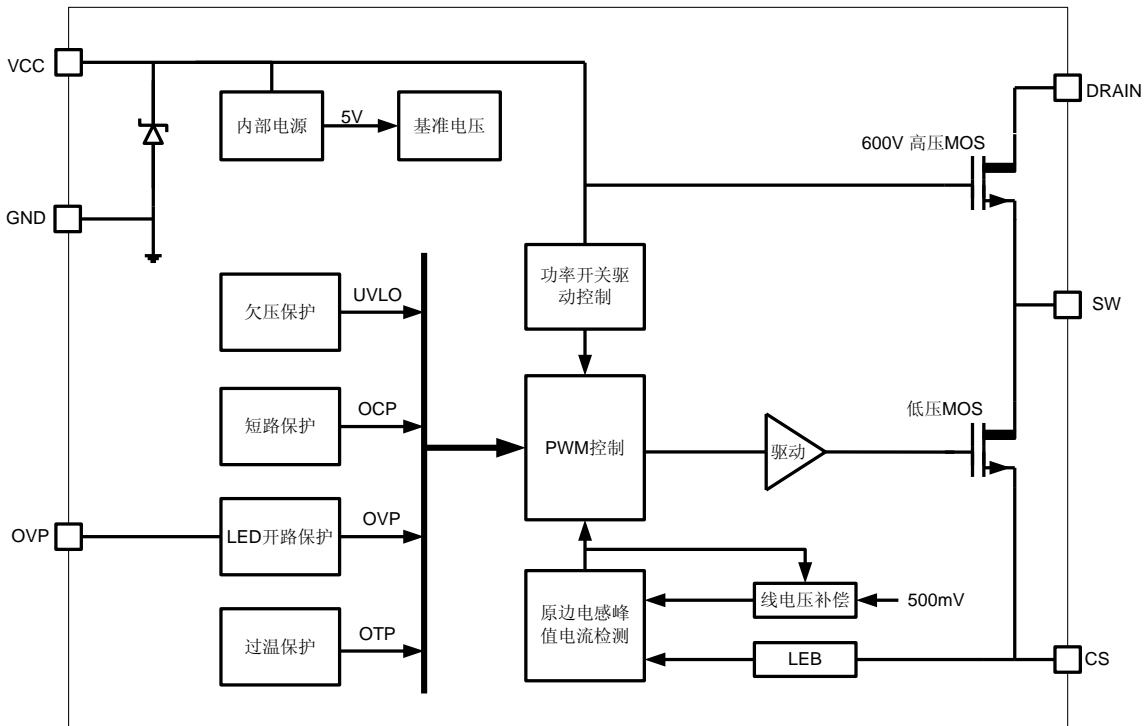 VCC
DRAIN
内部电源
5V
基准电压
600V 高压MOS
GND
功率开关驱
动控制
欠压保护
UVLO
SW
短路保护
OCP
PWM控制
驱动
低压MOS
OVP
LED开路保护
OVP
原边电感峰
值电流检测
线电压补偿
500mV
过温保护
OTP
LEB
CS